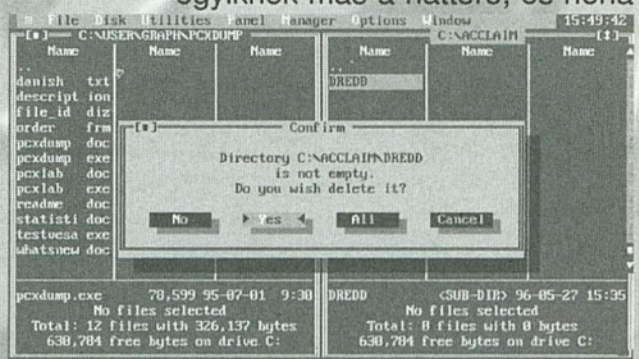 egyiknek más a háttere, és néha
≡ File Disk Utilities Panel Manager Options Window 15:49:42
C:\USER\GRAPH\PCXDUMP
C:\ACCLAIM
Name Name Name Name Name Name
..
danish txt
descript ion
file_id diz
order frm
pcxdump doc
pcxdump exe
pcxlab doc
pcxlab exe
readme doc
statisti doc
testvesa exe
whatsnew doc
..
DREDD
Confirm
Directory C:\ACCLAIM\DREDD
is not empty.
Do you wish delete it?
No Yes All Cancel
pcxdump.exe 70,599 95-07-01 9:30
No files selected
Total: 12 files with 326,137 bytes
630,784 free bytes on drive C:
DREDD <SUB-DIR> 96-05-27 15:35
No files selected
Total: 0 files with 0 bytes
630,784 free bytes on drive C: